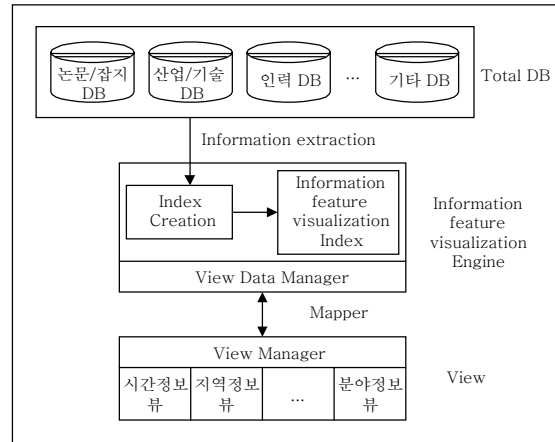 논문/잡지
DB
산업/기술
DB
인력 DB
...
기타 DB
Total DB
Information extraction
Index
Creation
Information
feature
visualization
Index
View Data Manager
Information
feature
visualization
Engine
Mapper
View Manager
시간정보
뷰
지역정보
뷰
...
분야정보
뷰
View